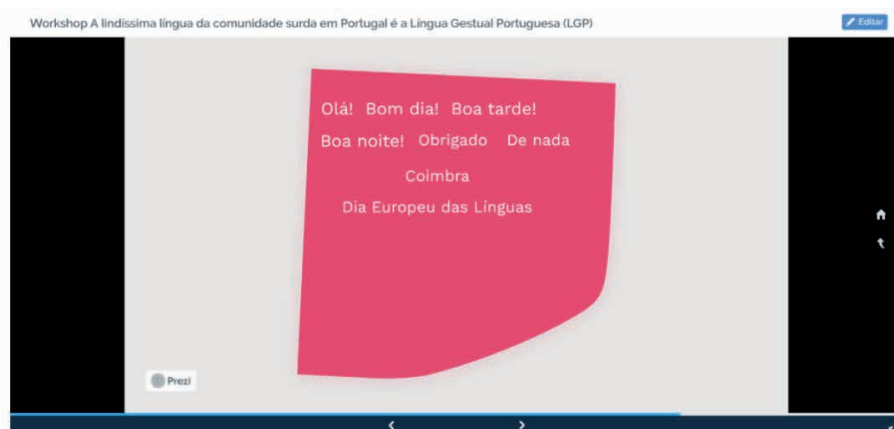 Workshop A lindíssima língua da comunidade surda em Portugal é a Língua Gestual Portuguesa (LGP)
Editar
Olá! Bom dia! Boa tarde!
Boa noite! Obrigado De nada
Coimbra
Dia Europeu das Línguas
Prezi